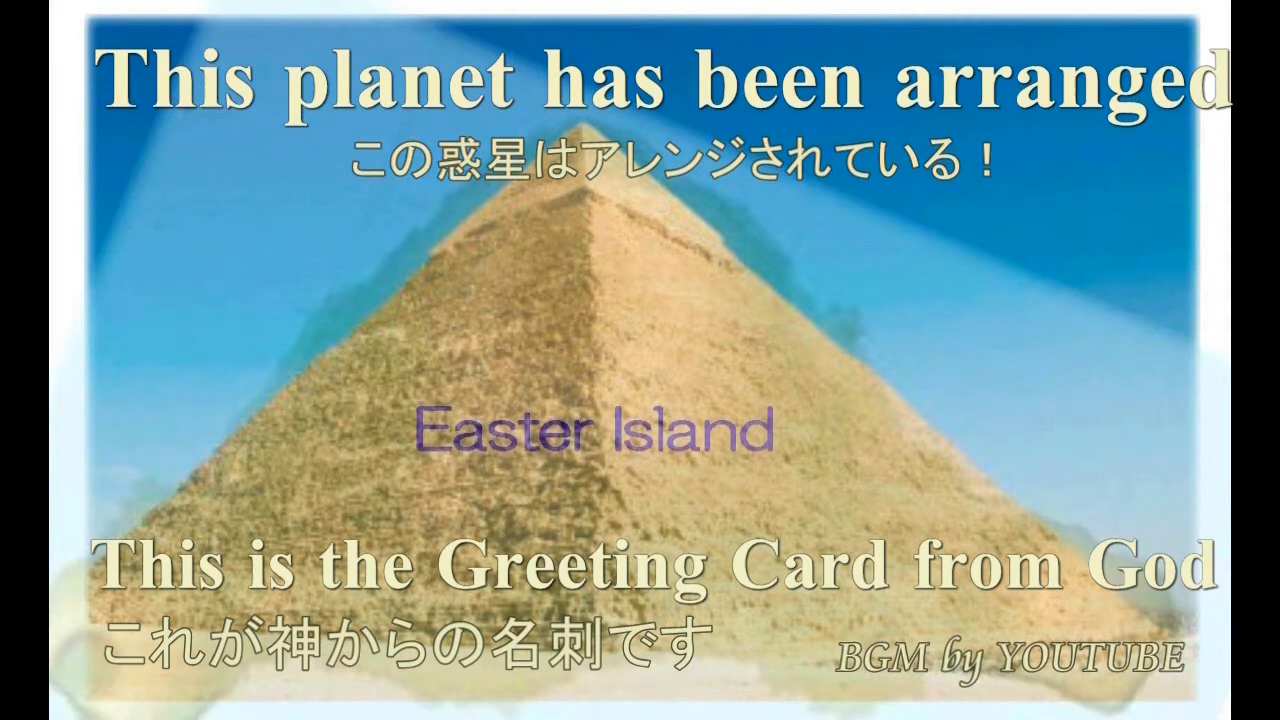 This planet has been arranged
この惑星はアレンジされている！
Easter Island
This is the Greeting Card from God
これが神からの名刺です
BGM by YOUTUBE